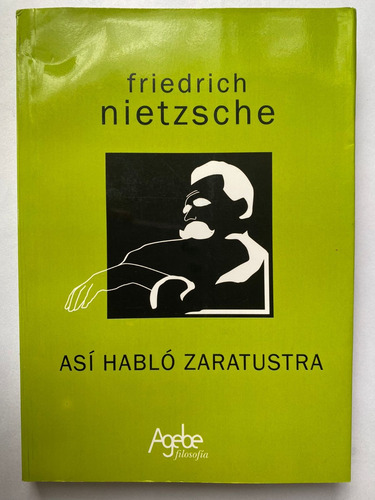 friedrich
nietzsche
ASÍ HABLÓ ZARATUSTRA
Agebe
filosofía